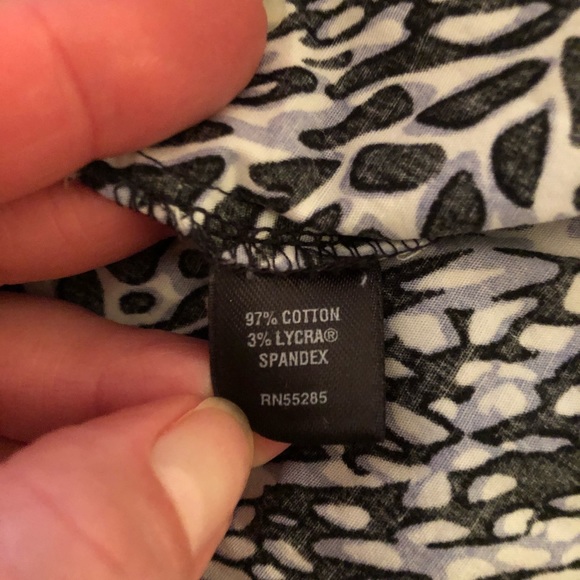 97% COTTON
3% LYCRA®
SPANDEX
RN55285